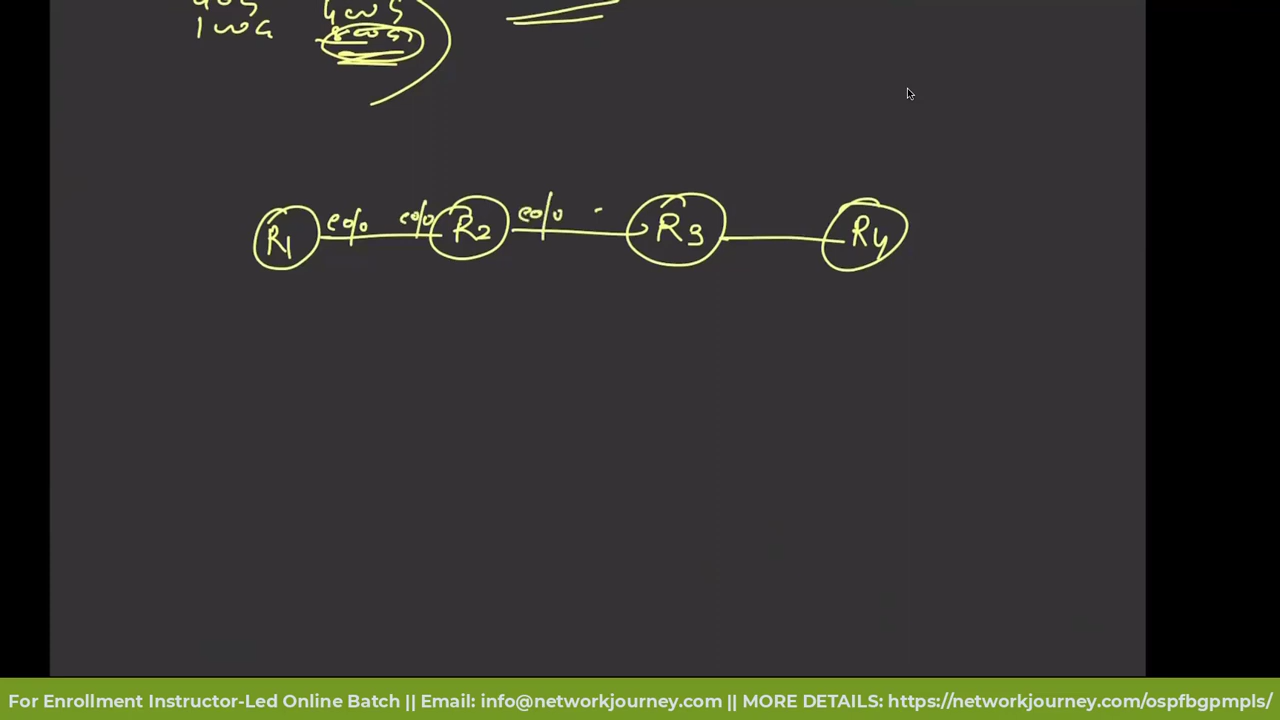 100G
R1 e0/0 e0/0 R2 e0/0 R3 R4
For Enrollment Instructor-Led Online Batch || Email: info@networkjourney.com || MORE DETAILS: https://networkjourney.com/ospfbgpmpls/